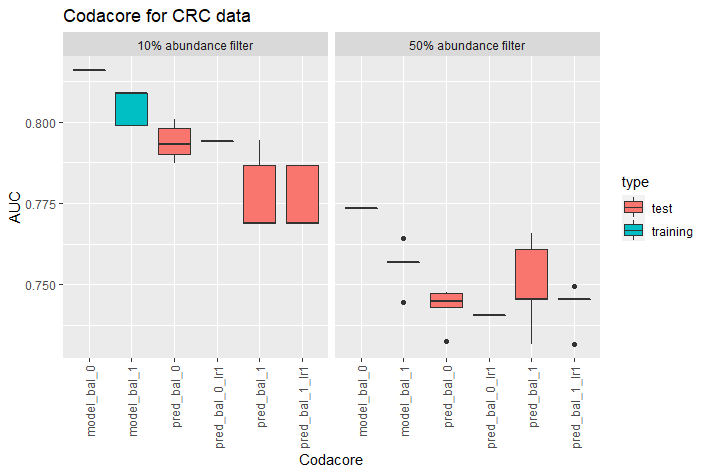 Codacore for CRC data
10% abundance filter
50% abundance filter
AUC
0.800
0.775
0.750
model_bal_0
model_bal_1
pred_bal_0
pred_bal_0_lr1
pred_bal_1
pred_bal_1_lr1
model_bal_0
model_bal_1
pred_bal_0
pred_bal_0_lr1
pred_bal_1
pred_bal_1_lr1
Codacore
type
test
training